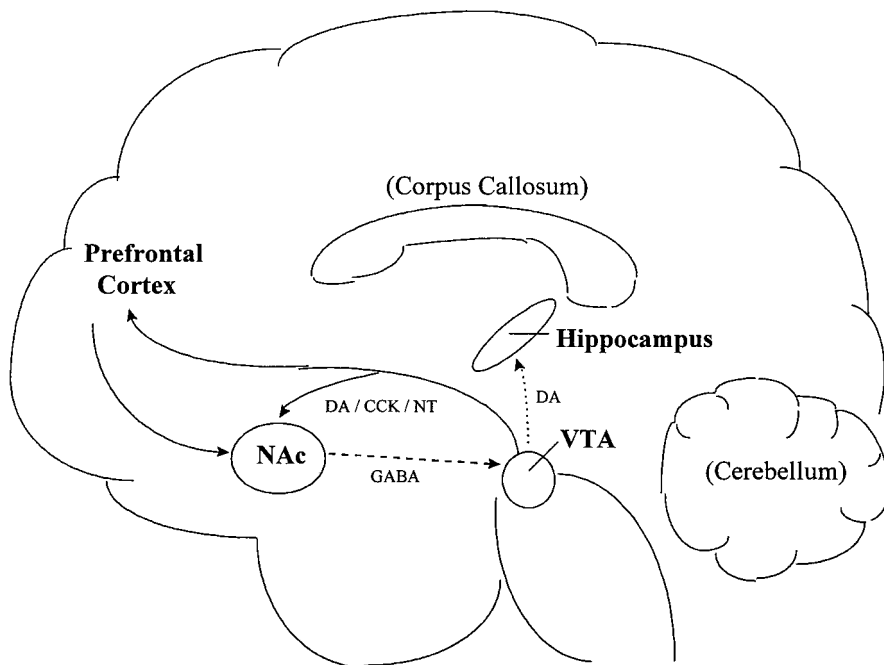 (Corpus Callosum)
Prefrontal
Cortex
Hippocampus
DA / CCK / NT
DA
VTA
NAc
GABA
(Cerebellum)